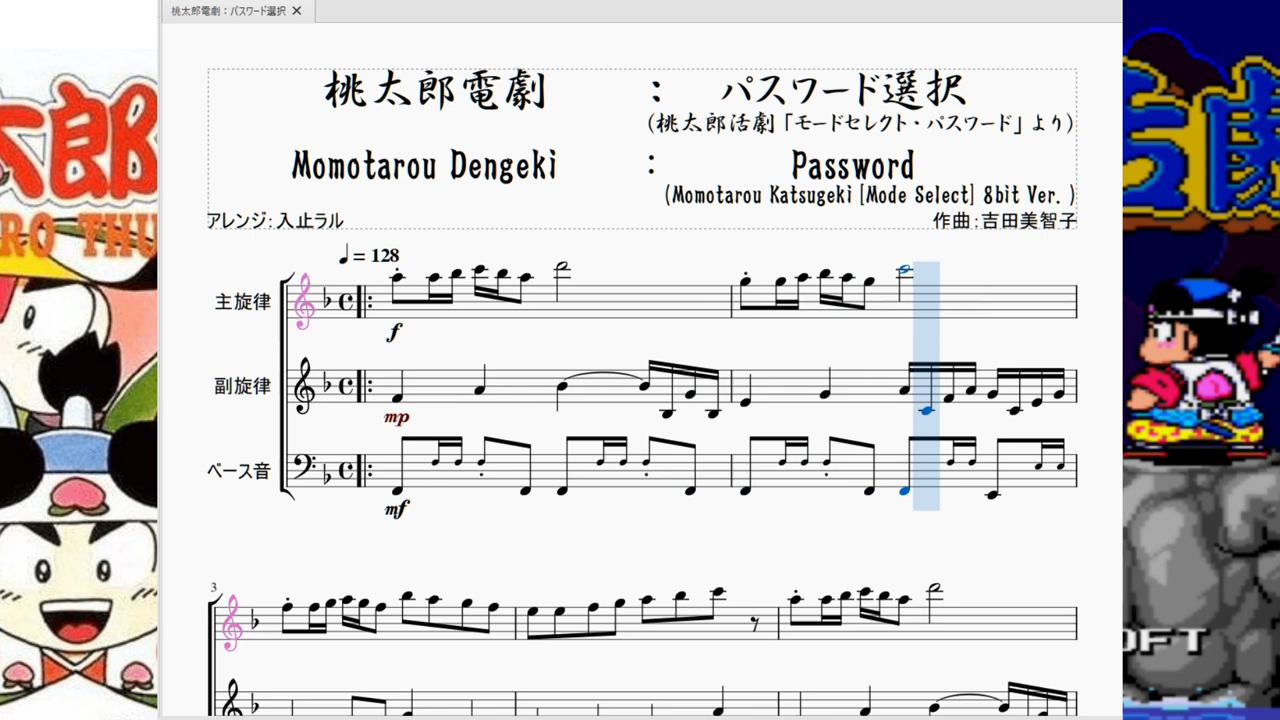 桃太郎電劇：パスワード選択 ✕
桃太郎電劇 ： パスワード選択
(桃太郎活劇「モードセレクト・パスワード」より)
Momotarou Dengeki : Password
(Momotarou Katsugeki [Mode Select] 8bit Ver. )
アレンジ：入止ラル 作曲：吉田美智子
♩= 128
主旋律
f
副旋律
mp
ベース音
mf
3
太郎
RO THU
OFT